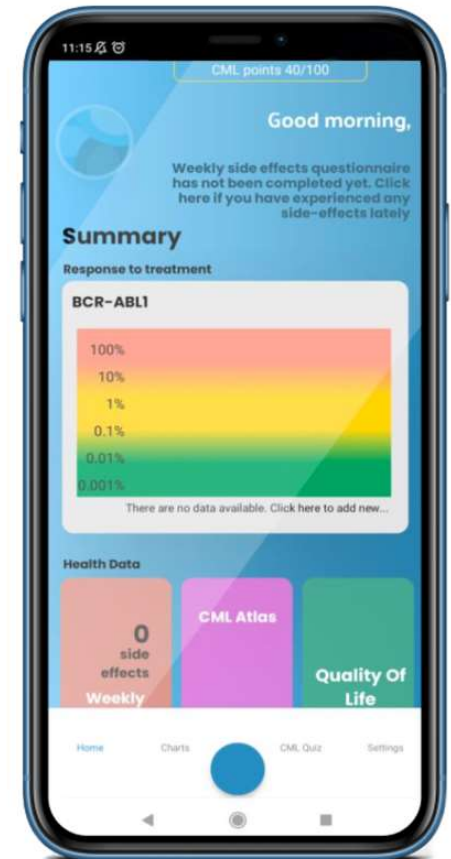 11:15
CML points 40/100
Good morning,
Weekly side effects questionnaire
has not been completed yet. Click
here if you have experienced any
side-effects lately
Summary
Response to treatment
BCR-ABL1
100%
10%
1%
0.1%
0.01%
0.001%
There are no data available. Click here to add new...
Health Data
0
side
effects
Weekly
CML Atlas
Quality Of
Life
Home
Charts
CML Quiz
Settings